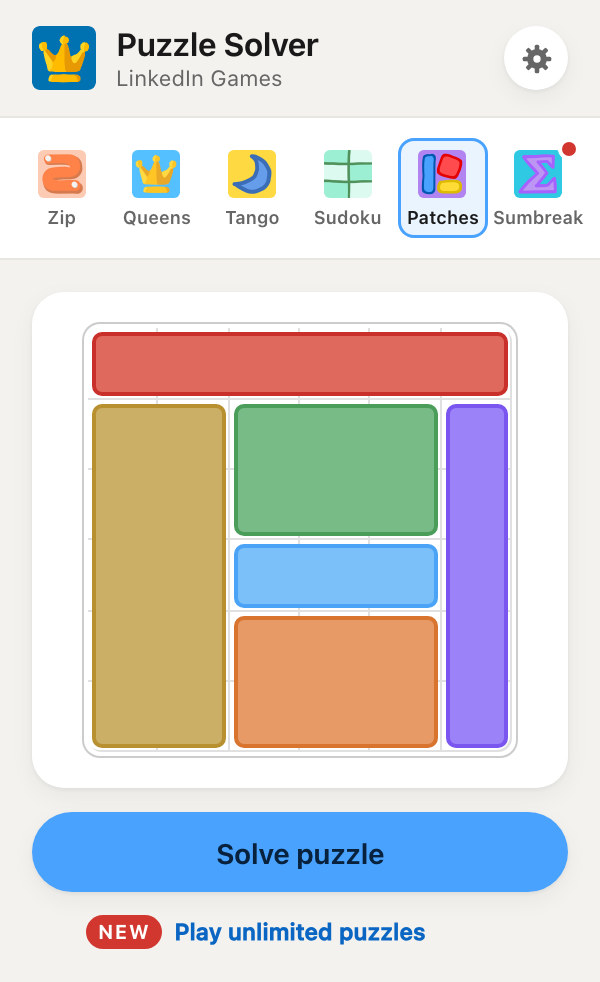 Puzzle Solver
LinkedIn Games
Zip
Queens
Tango
Sudoku
Patches
Sumbreak
Solve puzzle
NEW Play unlimited puzzles